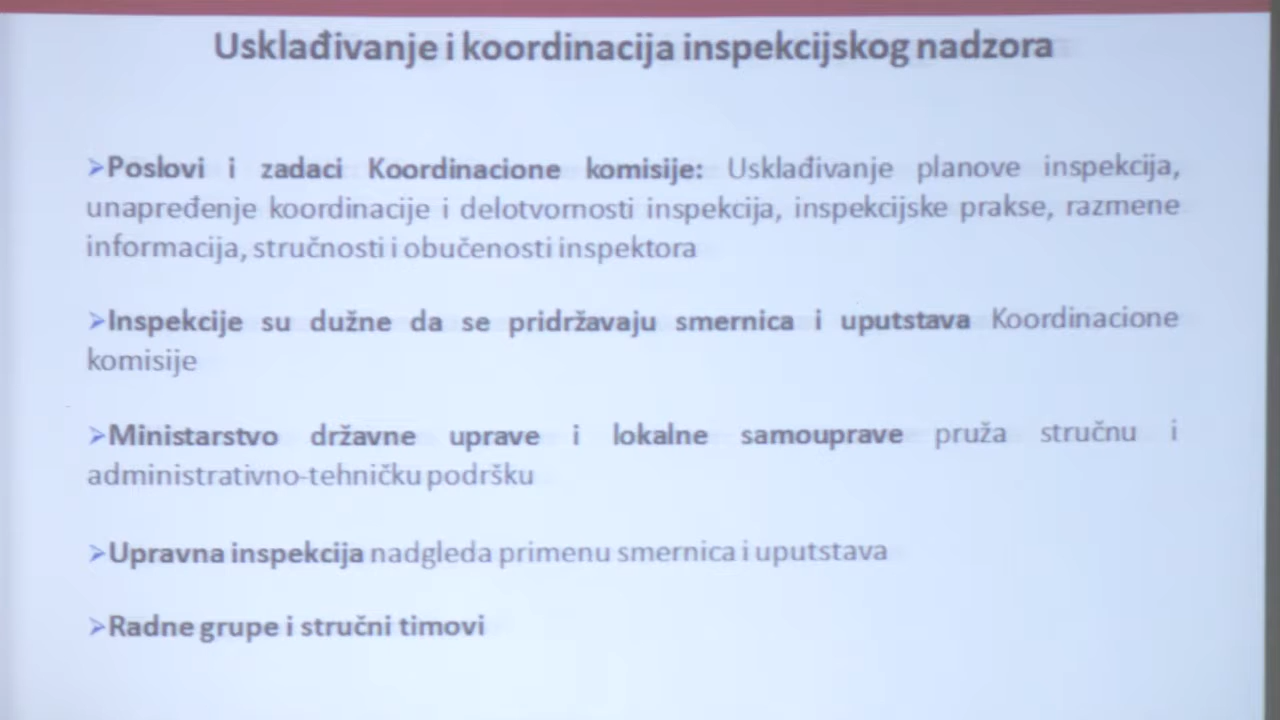 Usklađivanje i koordinacija inspekcijskog nadzora
➢Poslovi i zadaci Koordinacione komisije: Usklađivanje planove inspekcija,
unapređenje koordinacije i delotvornosti inspekcija, inspekcijske prakse, razmene
informacija, stručnosti i obučenosti inspektora
➢Inspekcije su dužne da se pridržavaju smernica i uputstava Koordinacione
komisije
➢Ministarstvo državne uprave i lokalne samouprave pruža stručnu i
administrativno-tehničku podršku
➢Upravna inspekcija nadgleda primenu smernica i uputstava
➢Radne grupe i stručni timovi